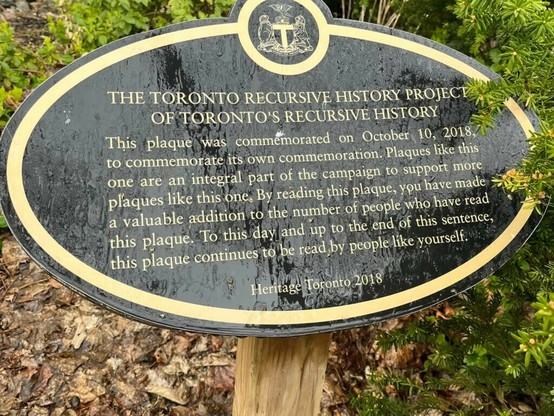 THE TORONTO RECURSIVE HISTORY PROJECT
OF TORONTO'S RECURSIVE HISTORY
This plaque was commemorated on October 10, 2018,
to commemorate its own commemoration. Plaques like this
one are an integral part of the campaign to support more
plaques like this one. By reading this plaque, you have made
a valuable addition to the number of people who have read
this plaque. To this day and up to the end of this sentence,
this plaque continues to be read by people like yourself.
Heritage Toronto 2018